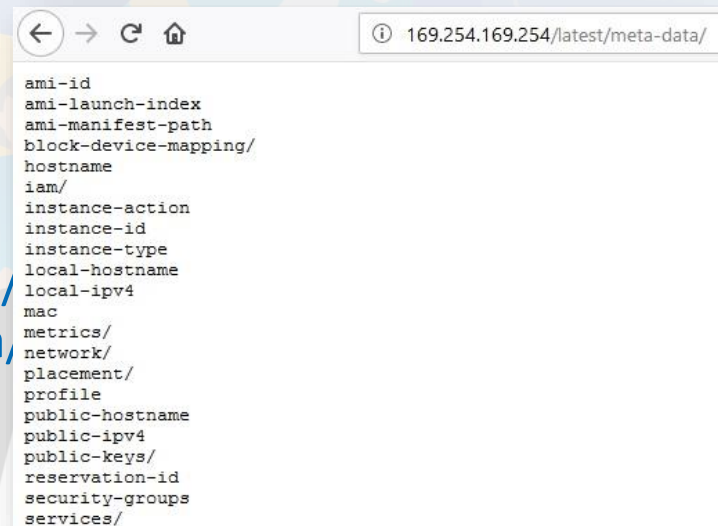 169.254.169.254/latest/meta-data/
ami-id
ami-launch-index
ami-manifest-path
block-device-mapping/
hostname
iam/
instance-action
instance-id
instance-type
local-hostname
local-ipv4
mac
metrics/
network/
placement/
profile
public-hostname
public-ipv4
public-keys/
reservation-id
security-groups
services/